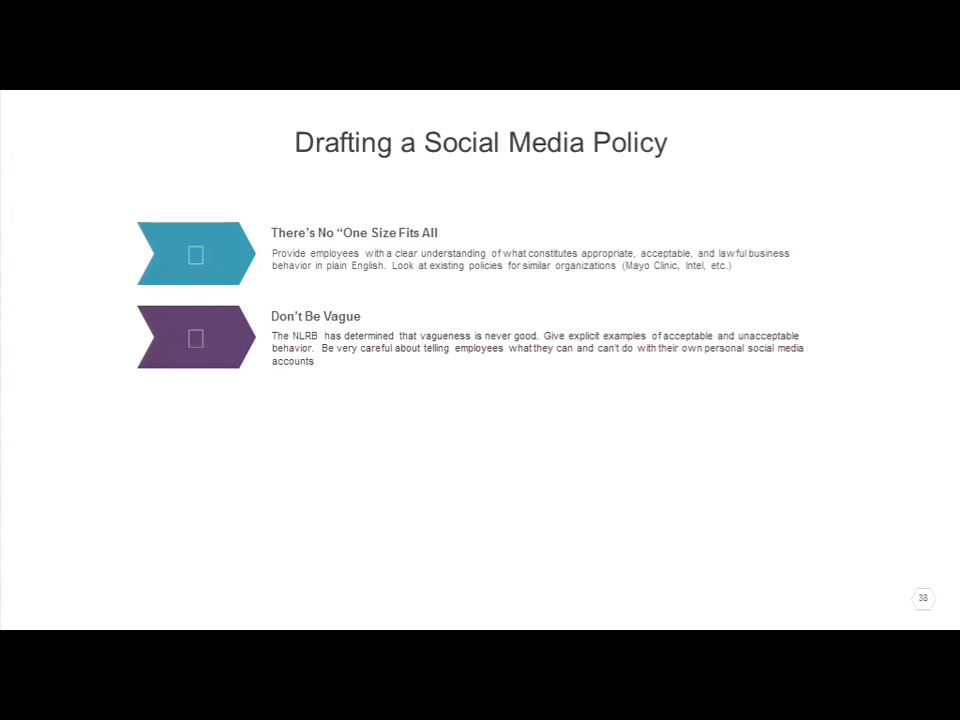 Drafting a Social Media Policy
There's No “One Size Fits All
Provide employees with a clear understanding of what constitutes appropriate, acceptable, and lawful business
behavior in plain English. Look at existing policies for similar organizations (Mayo Clinic, Intel, etc.)
Don't Be Vague
The NLRB has determined that vagueness is never good. Give explicit examples of acceptable and unacceptable
behavior. Be very careful about telling employees what they can and can't do with their own personal social media
accounts
38